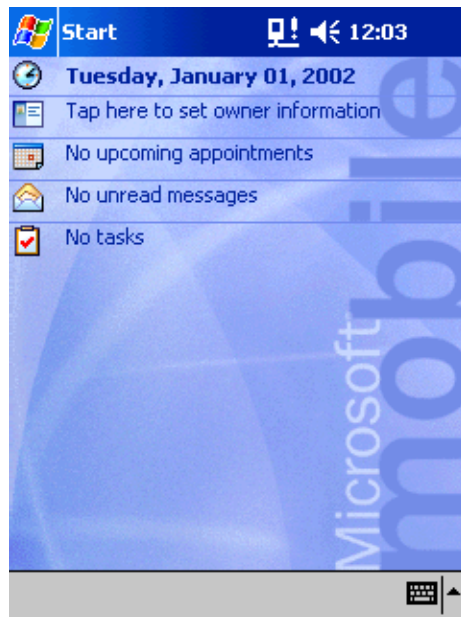 Start 12:03
Tuesday, January 01, 2002
Tap here to set owner information
No upcoming appointments
No unread messages
No tasks
Microsoft
mobile